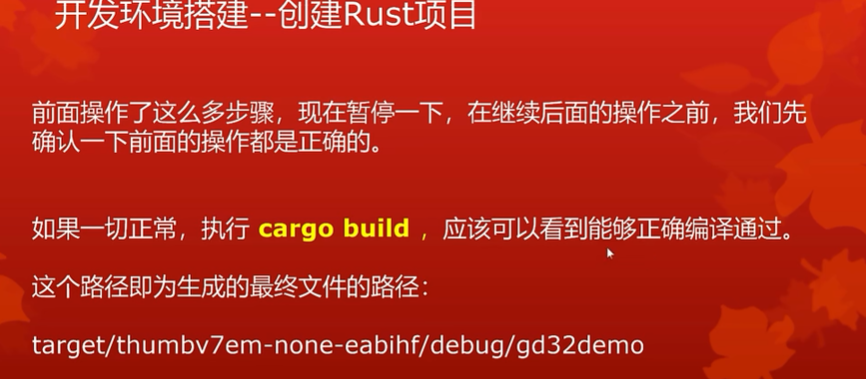 开发环境搭建--创建Rust项目
前面操作了这么多步骤，现在暂停一下，在继续后面的操作之前，我们先
确认一下前面的操作都是正确的。
如果一切正常，执行 cargo build ，应该可以看到能够正确编译通过。
这个路径即为生成的最终文件的路径：
target/thumbv7em-none-eabihf/debug/gd32demo